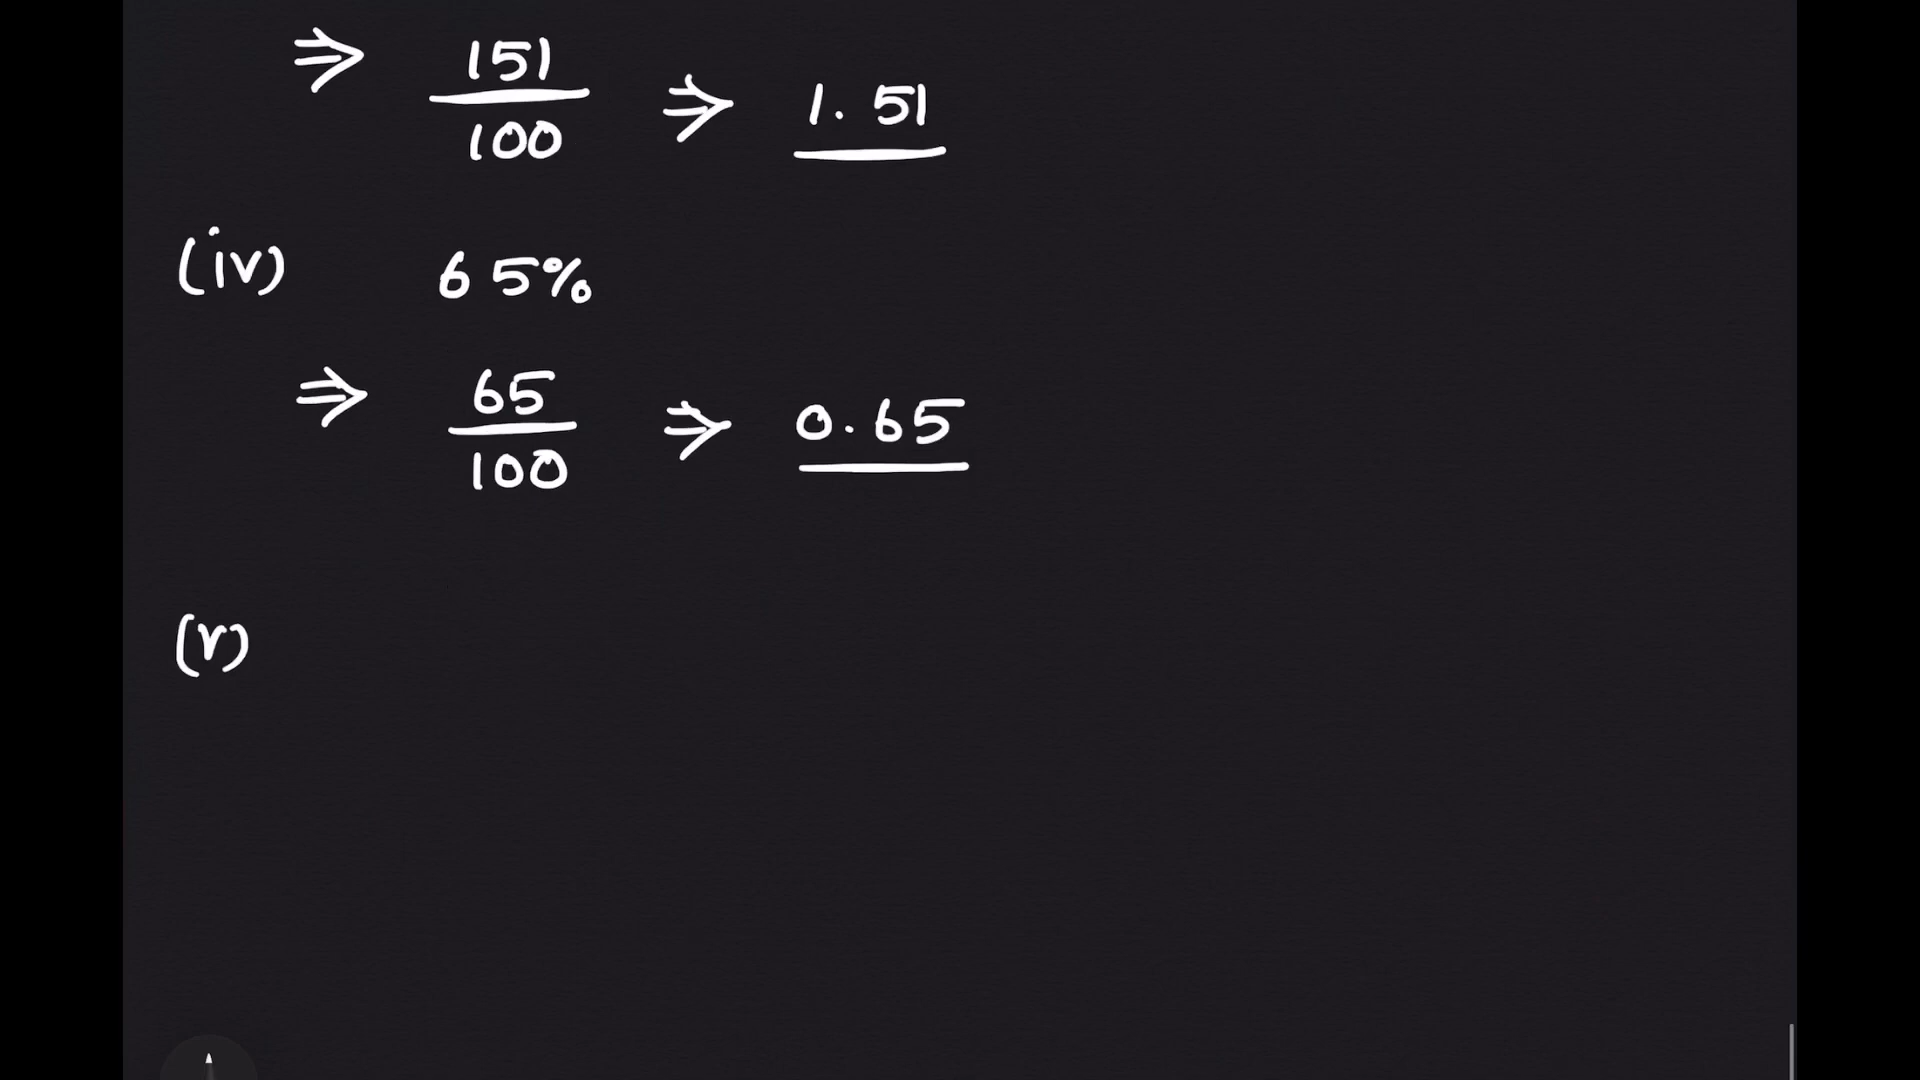 ⇒ 151/100 ⇒ 1.51
(iv) 65%
⇒ 65/100 ⇒ 0.65
(v)